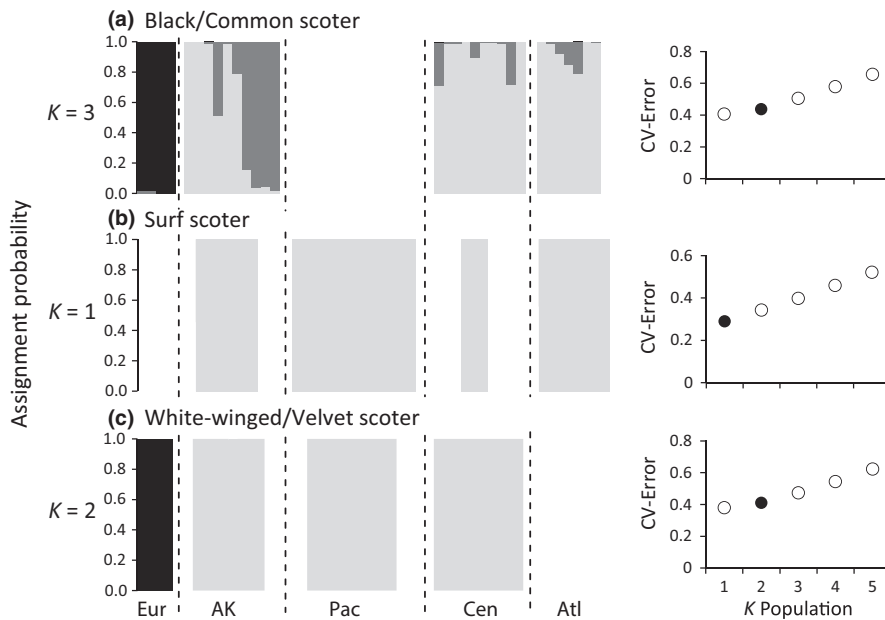 (a) Black/Common scoter
1.0
0.8
0.6
0.4
0.2
0.0
K = 3
0.8
0.6
0.4
0.2
0
CV-Error
(b) Surf scoter
1.0
0.8
0.6
0.4
0.2
0.0
K = 1
Assignment probability
0.6
0.4
0.2
0
CV-Error
(c) White-winged/Velvet scoter
1.0
0.8
0.6
0.4
0.2
0.0
K = 2
Eur AK Pac Cen Atl
0.8
0.6
0.4
0.2
0
CV-Error
1 2 3 4 5
K Population